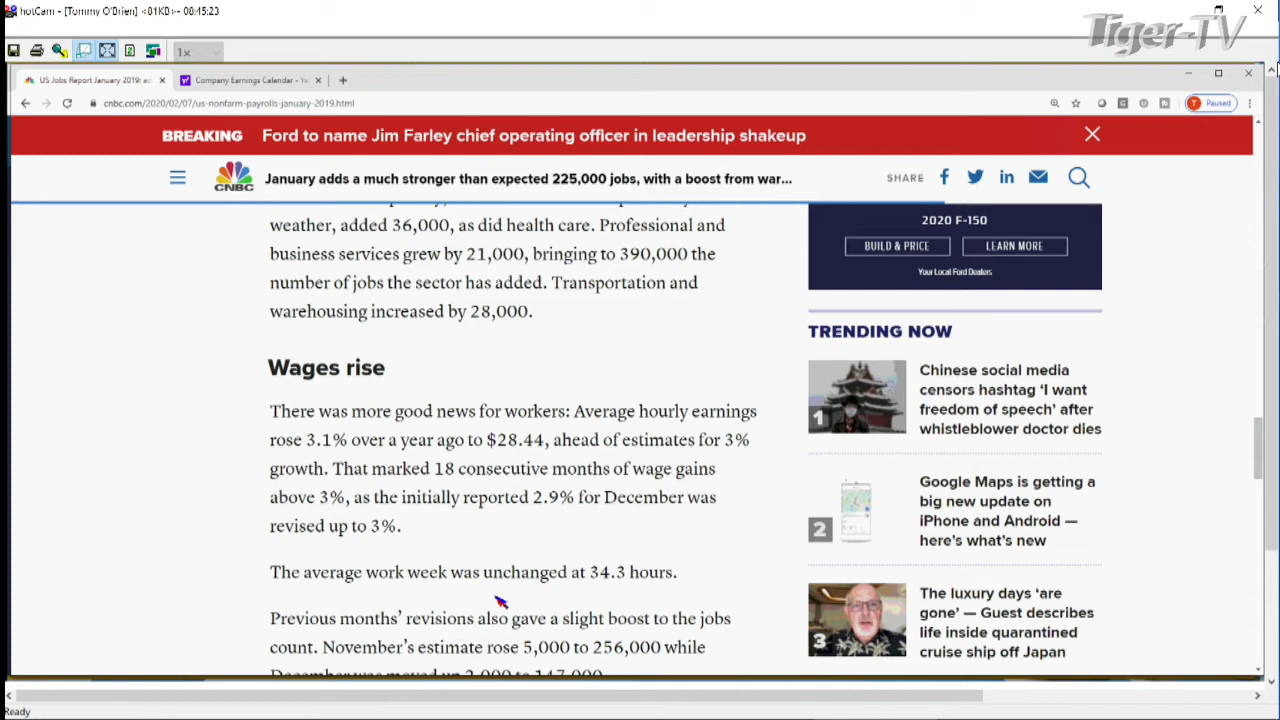 hotCam - [Tommy O'Brien] <81KB>- 08:45:23
Tiger-TV
1x
US Jobs Report January 2019: ad
Company Earnings Calendar - Ya
cnbc.com/2020/02/07/us-nonfarm-payrolls-january-2019.html
T Paused
BREAKING Ford to name Jim Farley chief operating officer in leadership shakeup
CNBC
January adds a much stronger than expected 225,000 jobs, with a boost from war...
SHARE
weather, added 36,000, as did health care. Professional and
business services grew by 21,000, bringing to 390,000 the
number of jobs the sector has added. Transportation and
warehousing increased by 28,000.
Wages rise
There was more good news for workers: Average hourly earnings
rose 3.1% over a year ago to $28.44, ahead of estimates for 3%
growth. That marked 18 consecutive months of wage gains
above 3%, as the initially reported 2.9% for December was
revised up to 3%.
The average work week was unchanged at 34.3 hours.
Previous months' revisions also gave a slight boost to the jobs
count. November's estimate rose 5,000 to 256,000 while
December was moved up 2,000 to 147,000.
2020 F-150
BUILD & PRICE
LEARN MORE
Your Local Ford Dealers
TRENDING NOW
1
Chinese social media
censors hashtag 'I want
freedom of speech' after
whistleblower doctor dies
2
Google Maps is getting a
big new update on
iPhone and Android —
here's what's new
3
The luxury days 'are
gone' — Guest describes
life inside quarantined
cruise ship off Japan
Ready